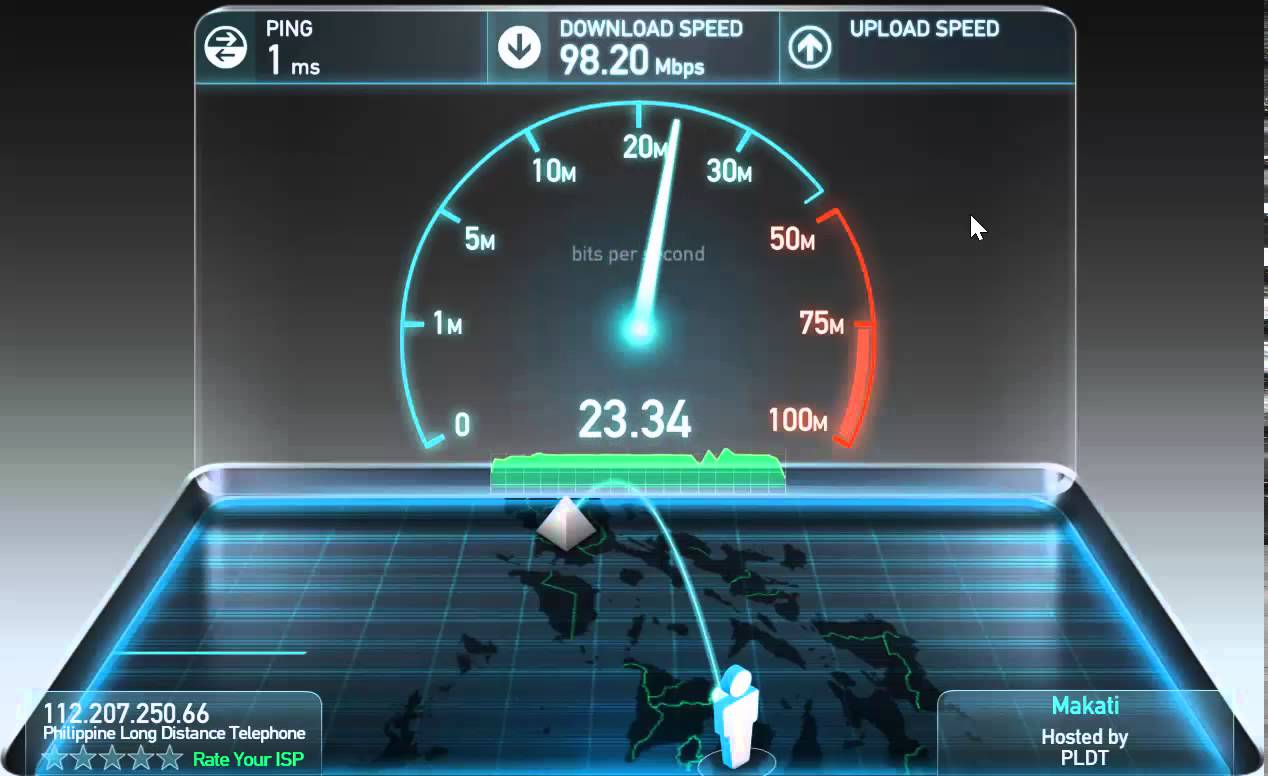 PING
1 ms
DOWNLOAD SPEED
98.20 Mbps
UPLOAD SPEED
20M
10M
30M
5M
50M
bits per second
1M
75M
0
23.34
100M
112.207.250.66
Philippine Long Distance Telephone
Rate Your ISP
Makati
Hosted by
PLDT